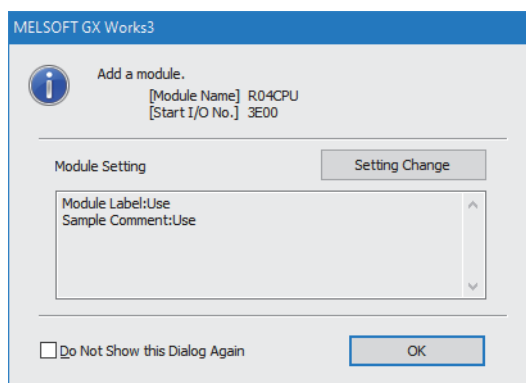 MELSOFT GX Works3
Add a module.
[Module Name] R04CPU
[Start I/O No.] 3E00
Module Setting
Setting Change
Module Label:Use
Sample Comment:Use
Do Not Show this Dialog Again
OK